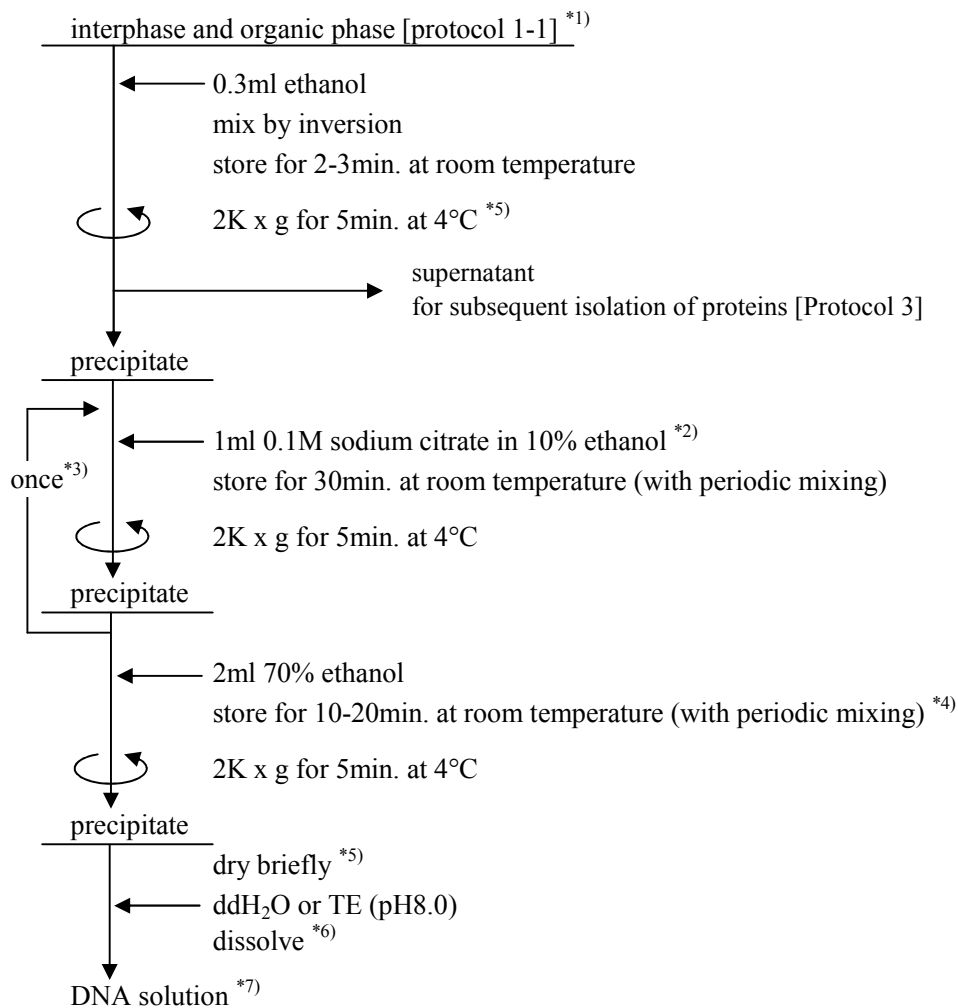 interphase and organic phase [protocol 1-1] *1)
0.3ml ethanol
mix by inversion
store for 2-3min. at room temperature
2K x g for 5min. at 4°C *5)
supernatant
for subsequent isolation of proteins [Protocol 3]
precipitate
1ml 0.1M sodium citrate in 10% ethanol *2)
once*3)
store for 30min. at room temperature (with periodic mixing)
2K x g for 5min. at 4°C
precipitate
2ml 70% ethanol
store for 10-20min. at room temperature (with periodic mixing) *4)
2K x g for 5min. at 4°C
precipitate
dry briefly *5)
ddH₂O or TE (pH8.0)
dissolve *6)
DNA solution *7)